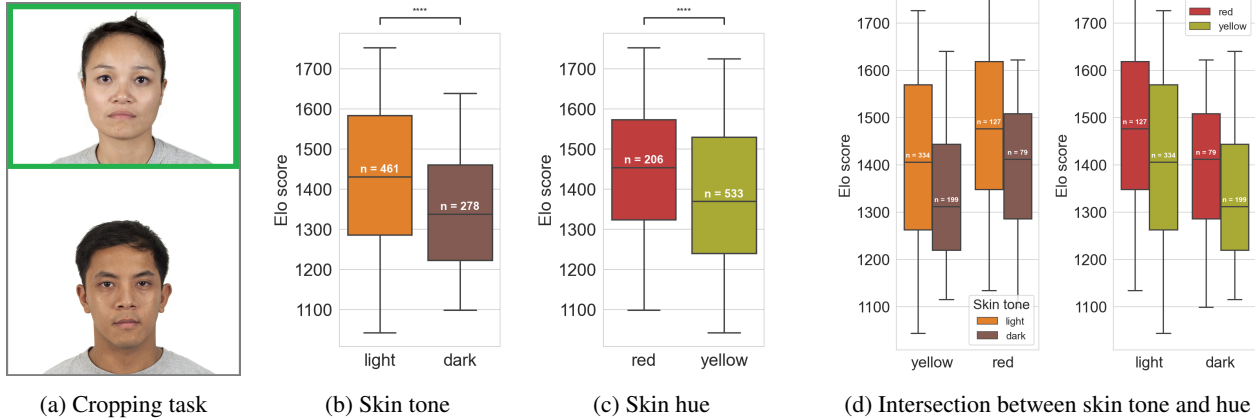 ****
1700
1600
1500
1400
1300
1200
1100
Elo score
n = 461
n = 278
light
dark
****
1700
1600
1500
1400
1300
1200
1100
Elo score
n = 206
n = 533
red
yellow
1700
1600
1500
1400
1300
1200
1100
Elo score
n = 334
n = 199
n = 127
n = 79
Skin tone
light
dark
yellow
red
red
yellow
1700
1600
1500
1400
1300
1200
1100
Elo score
n = 127
n = 334
n = 79
n = 199
light
dark
(a) Cropping task
(b) Skin tone
(c) Skin hue
(d) Intersection between skin tone and hue